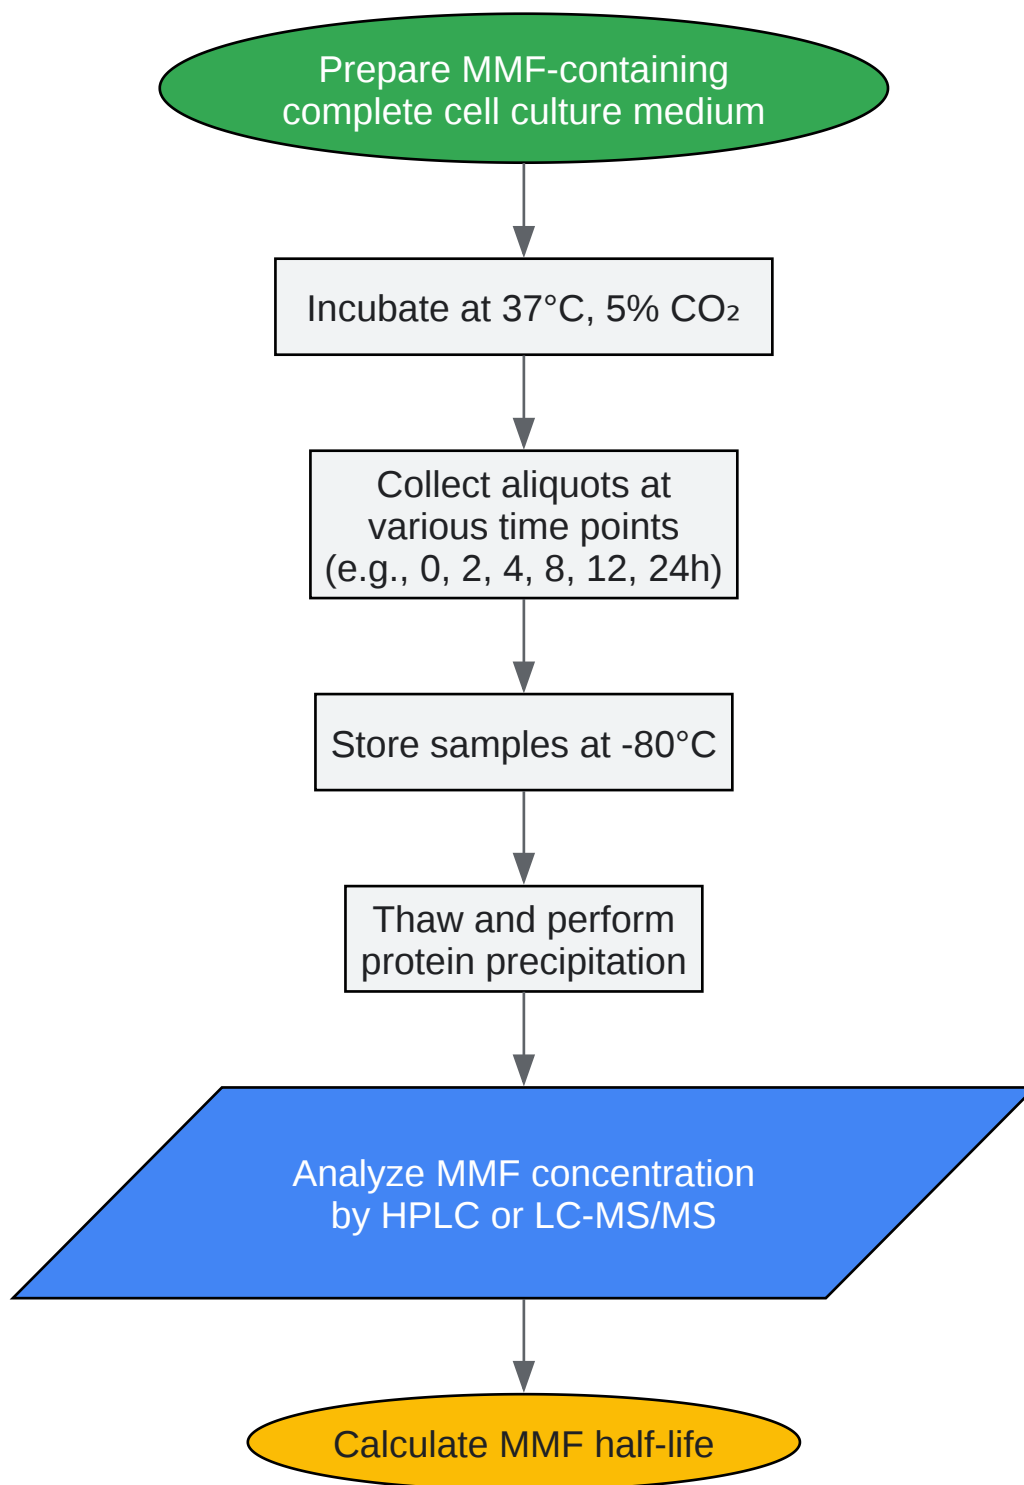 Prepare MMF-containing
complete cell culture medium
Incubate at 37°C, 5% CO₂
Collect aliquots at
various time points
(e.g., 0, 2, 4, 8, 12, 24h)
Store samples at -80°C
Thaw and perform
protein precipitation
Analyze MMF concentration
by HPLC or LC-MS/MS
Calculate MMF half-life